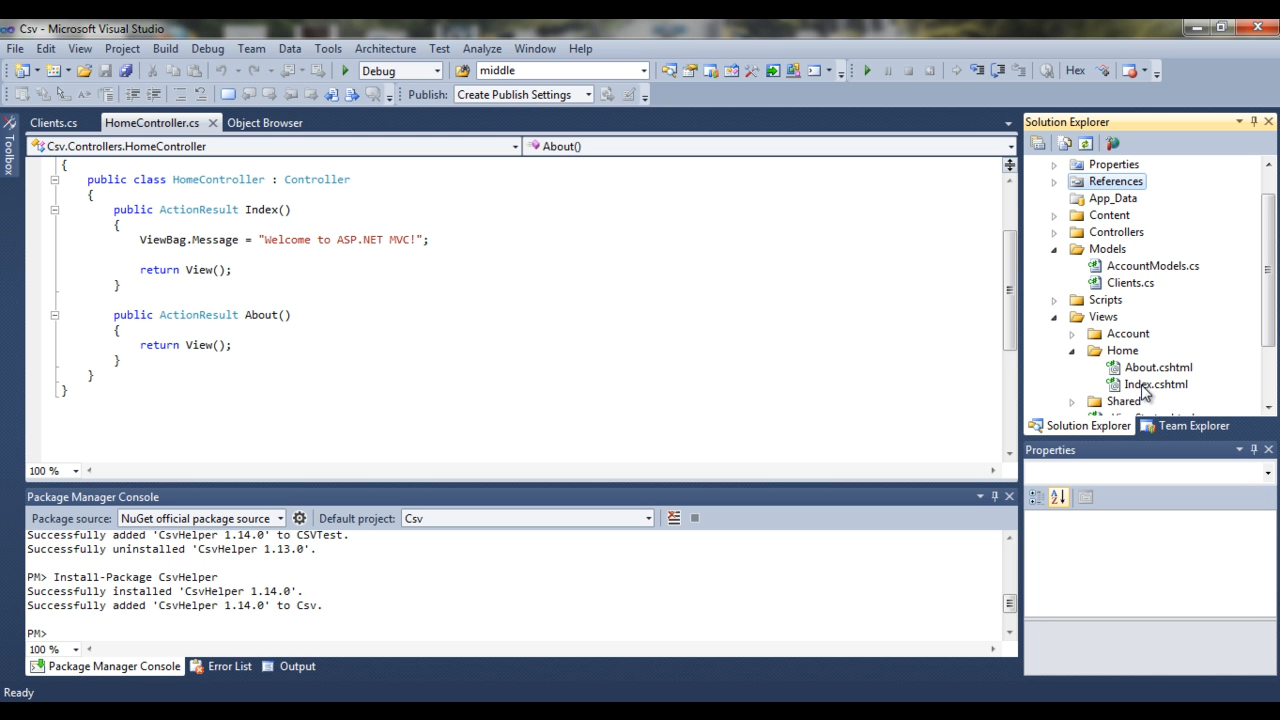 Csv - Microsoft Visual Studio
File Edit View Project Build Debug Team Data Tools Architecture Test Analyze Window Help
Debug middle Hex
Publish: Create Publish Settings
Toolbox
Clients.cs HomeController.cs Object Browser
Csv.Controllers.HomeController About()
{
public class HomeController : Controller
{
public ActionResult Index()
{
ViewBag.Message = "Welcome to ASP.NET MVC!";
return View();
}
public ActionResult About()
{
return View();
}
}
}
100 %
Solution Explorer
Properties
References
App_Data
Content
Controllers
Models
AccountModels.cs
Clients.cs
Scripts
Views
Account
Home
About.cshtml
Index.cshtml
Shared
Solution Explorer Team Explorer
Properties
Package Manager Console
Package source: NuGet official package source Default project: Csv
Successfully added 'CsvHelper 1.14.0' to CSVTest.
Successfully uninstalled 'CsvHelper 1.13.0'.
PM> Install-Package CsvHelper
Successfully installed 'CsvHelper 1.14.0'.
Successfully added 'CsvHelper 1.14.0' to Csv.
PM>
100 %
Package Manager Console Error List Output
Ready